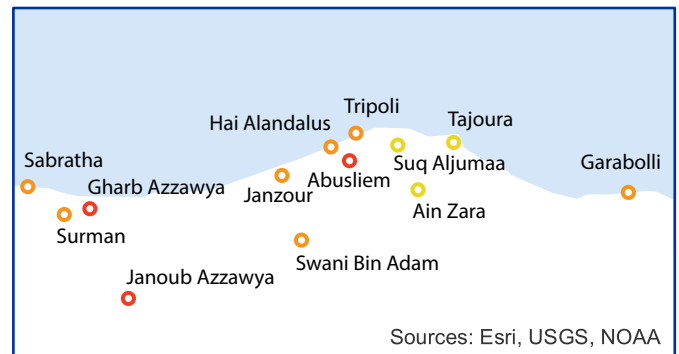 Tripoli
Hai Alandalus
Tajoura
Sabratha
Suq Aljumaa
Garabolli
Gharb Azzawya
Janzour
Abusliem
Ain Zara
Surman
Swani Bin Adam
Janoub Azzawya
Sources: Esri, USGS, NOAA